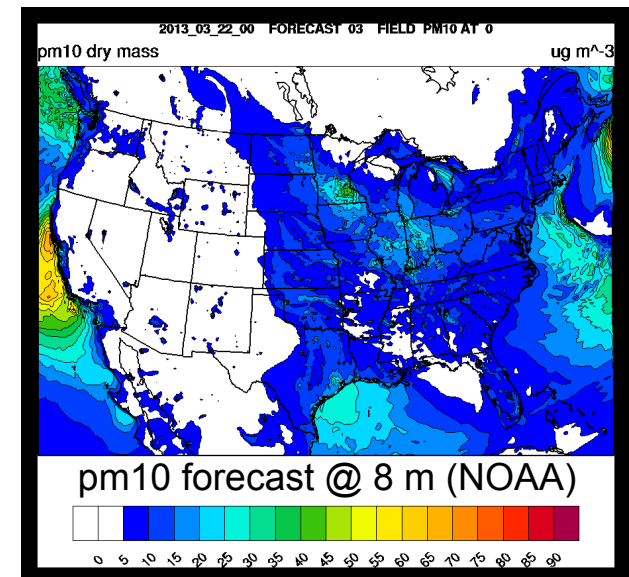 2013_03_22_00 FORECAST 03 FIELD PM10 AT 0
pm10 dry mass ug m^-3
pm10 forecast @ 8 m (NOAA)
0 5 10 15 20 25 30 35 40 45 50 55 60 65 70 75 80 85 90